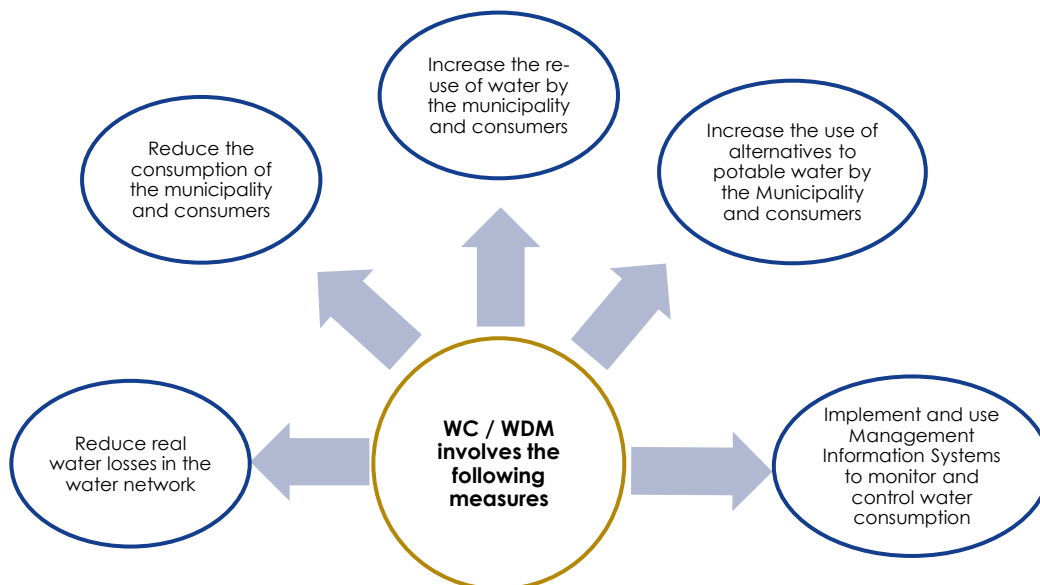 Increase the re-
use of water by
the municipality
and consumers
Reduce the
consumption of
the municipality
and consumers
Increase the use of
alternatives to
potable water by
the Municipality
and consumers
Reduce real
water losses in the
water network
WC / WDM
involves the
following
measures
Implement and use
Management
Information Systems
to monitor and
control water
consumption